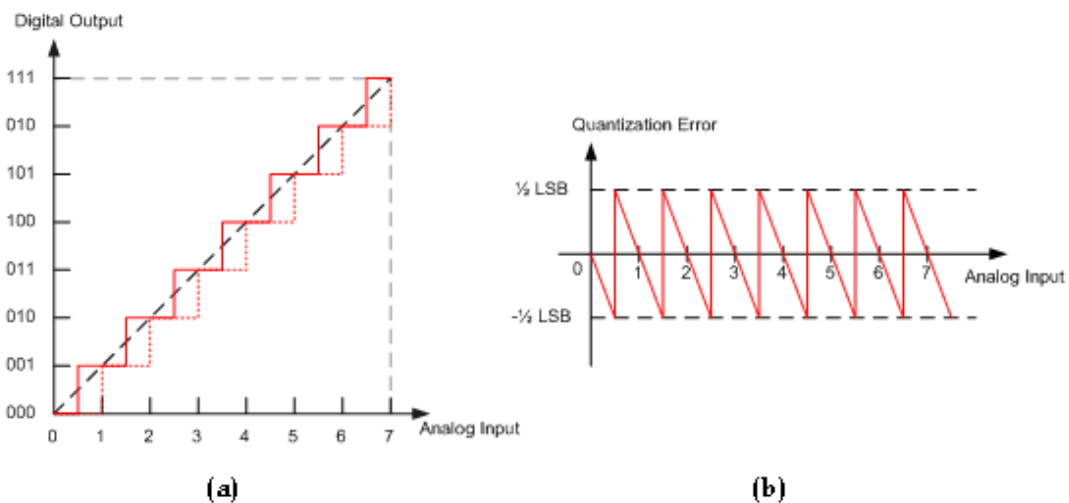 Digital Output
111
010
101
100
011
010
001
000
0 1 2 3 4 5 6 7
Analog Input
(a)
Quantization Error
½ LSB
0 1 2 3 4 5 6 7
Analog Input
-½ LSB
(b)